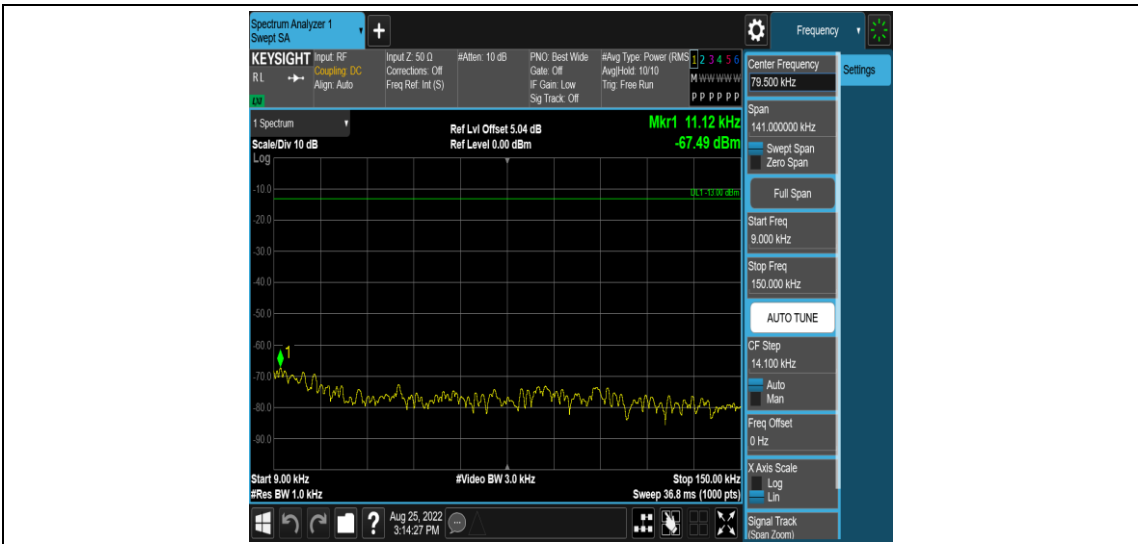 Spectrum Analyzer 1
Swept SA
+
Frequency
KEYSIGHT
RL
LXI
Input: RF
Coupling: DC
Align: Auto
Input Z: 50 Ω
Corrections: Off
Freq Ref: Int (S)
#Atten: 10 dB
PNO: Best Wide
Gate: Off
IF Gain: Low
Sig Track: Off
#Avg Type: Power (RMS
Avg|Hold: 10/10
Trig: Free Run
1 2 3 4 5 6
M W W W W W
P P P P P P
1 Spectrum
Scale/Div 10 dB
Log
Ref Lvl Offset 5.04 dB
Ref Level 0.00 dBm
Mkr1 11.12 kHz
-67.49 dBm
DL1 -13.00 dBm
-10.0
-20.0
-30.0
-40.0
-50.0
-60.0
1
-70.0
-80.0
-90.0
Start 9.00 kHz
#Res BW 1.0 kHz
#Video BW 3.0 kHz
Stop 150.00 kHz
Sweep 36.8 ms (1000 pts)
?
Aug 25, 2022
3:14:27 PM
Center Frequency
79.500 kHz
Settings
Span
141.000000 kHz
Swept Span
Zero Span
Full Span
Start Freq
9.000 kHz
Stop Freq
150.000 kHz
AUTO TUNE
CF Step
14.100 kHz
Auto
Man
Freq Offset
0 Hz
X Axis Scale
Log
Lin
Signal Track
(Span Zoom)